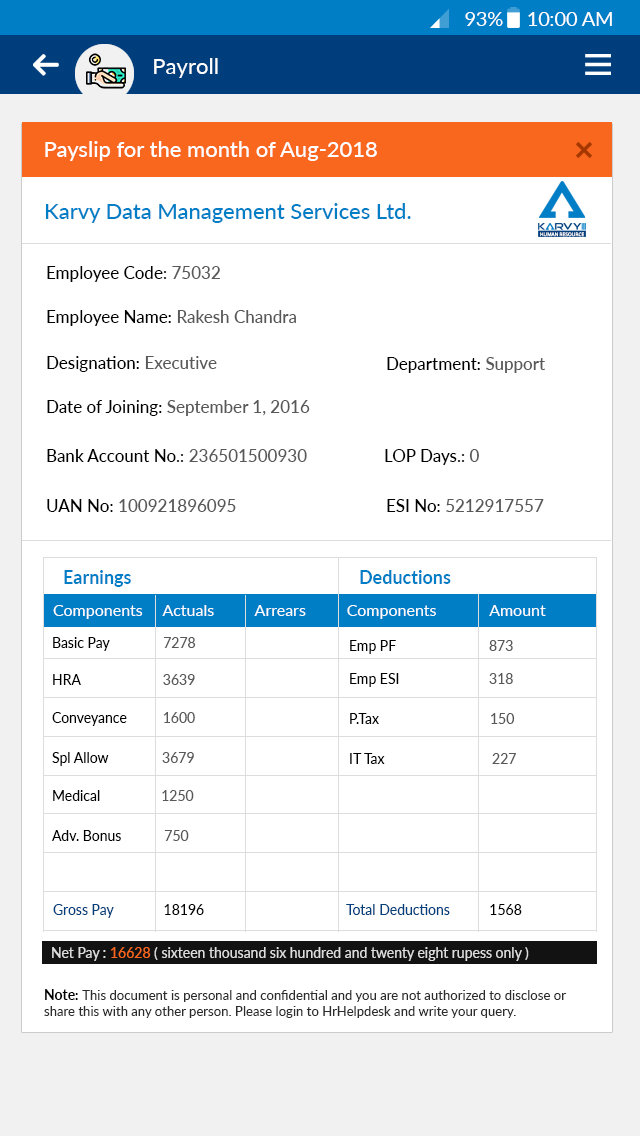 93% 10:00 AM
Payroll
Payslip for the month of Aug-2018
Karvy Data Management Services Ltd.
KARVY
HUMAN RESOURCE
Employee Code: 75032
Employee Name: Rakesh Chandra
Designation: Executive Department: Support
Date of Joining: September 1, 2016
Bank Account No.: 236501500930 LOP Days.: 0
UAN No: 100921896095 ESI No: 5212917557
Earnings Deductions
Components Actuals Arrears Components Amount
Basic Pay 7278 Emp PF 873
HRA 3639 Emp ESI 318
Conveyance 1600 P.Tax 150
Spl Allow 3679 IT Tax 227
Medical 1250
Adv. Bonus 750
Gross Pay 18196 Total Deductions 1568
Net Pay : 16628 ( sixteen thousand six hundred and twenty eight rupess only )
Note: This document is personal and confidential and you are not authorized to disclose or
share this with any other person. Please login to HrHelpdesk and write your query.